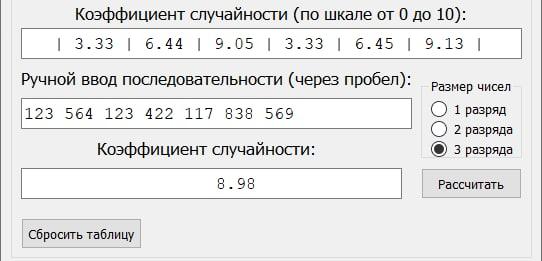 Коэффициент случайности (по шкале от 0 до 10):
| 3.33 | 6.44 | 9.05 | 3.33 | 6.45 | 9.13 |
Ручной ввод последовательности (через пробел):
123 564 123 422 117 838 569
Размер чисел
1 разряд
2 разряда
3 разряда
Коэффициент случайности:
8.98
Рассчитать
Сбросить таблицу